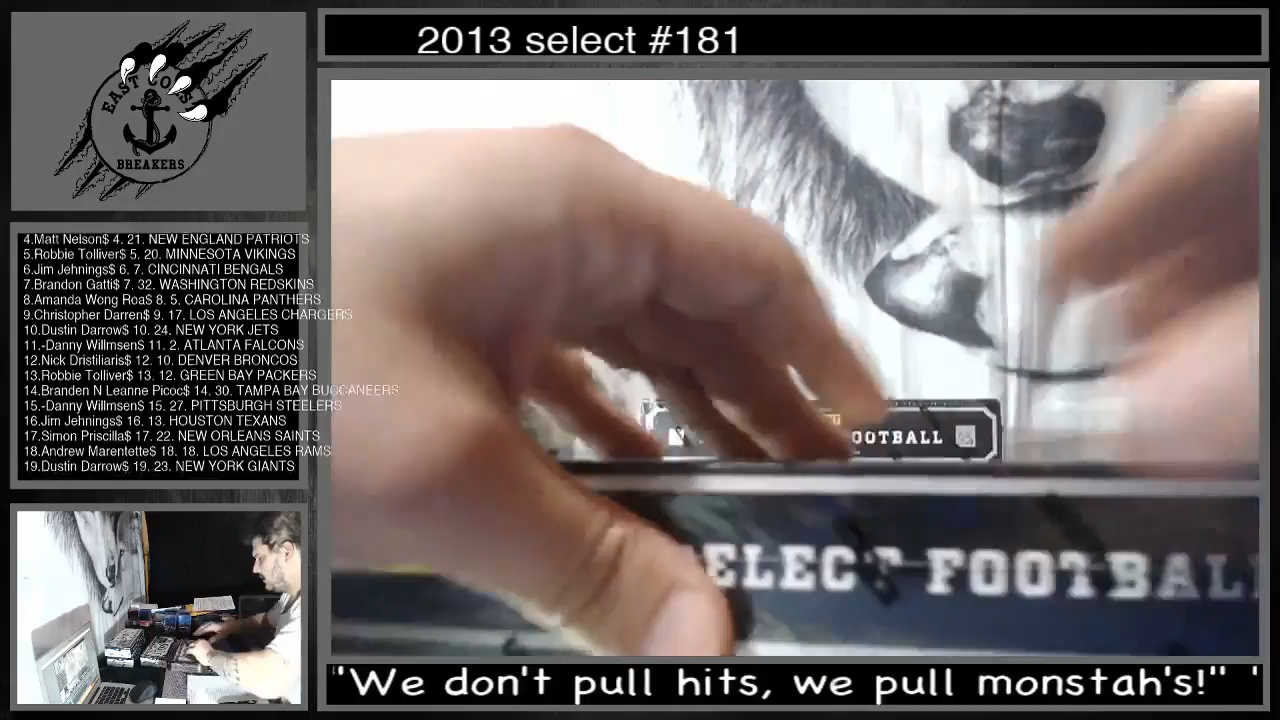 2013 select #181
EAST COAST
BREAKERS
4.Matt Nelson$ 4. 21. NEW ENGLAND PATRIOTS
5.Robbie Tolliver$ 5. 20. MINNESOTA VIKINGS
6.Jim Jehnings$ 6. 7. CINCINNATI BENGALS
7.Brandon Gatti$ 7. 32. WASHINGTON REDSKINS
8.Amanda Wong Roa$ 8. 5. CAROLINA PANTHERS
9.Christopher Darren$ 9. 17. LOS ANGELES CHARGERS
10.Dustin Darrow$ 10. 24. NEW YORK JETS
11.-Danny Willmsen$ 11. 2. ATLANTA FALCONS
12.Nick Distiliaris$ 12. 10. DENVER BRONCOS
13.Robbie Tolliver$ 13. 12. GREEN BAY PACKERS
14.Branden N Leanne Picoc$ 14. 30. TAMPA BAY BUCCANEERS
15.-Danny Willmsen$ 15. 27. PITTSBURGH STEELERS
16.Jim Jehnings$ 16. 13. HOUSTON TEXANS
17.Simon Priscilla$ 17. 22. NEW ORLEANS SAINTS
18.Andrew Marentette$ 18. 18. LOS ANGELES RAMS
19.Dustin Darrow$ 19. 23. NEW YORK GIANTS
OOTBALL
ELECT FOOTBALL
"We don't pull hits, we pull monstah's!" "